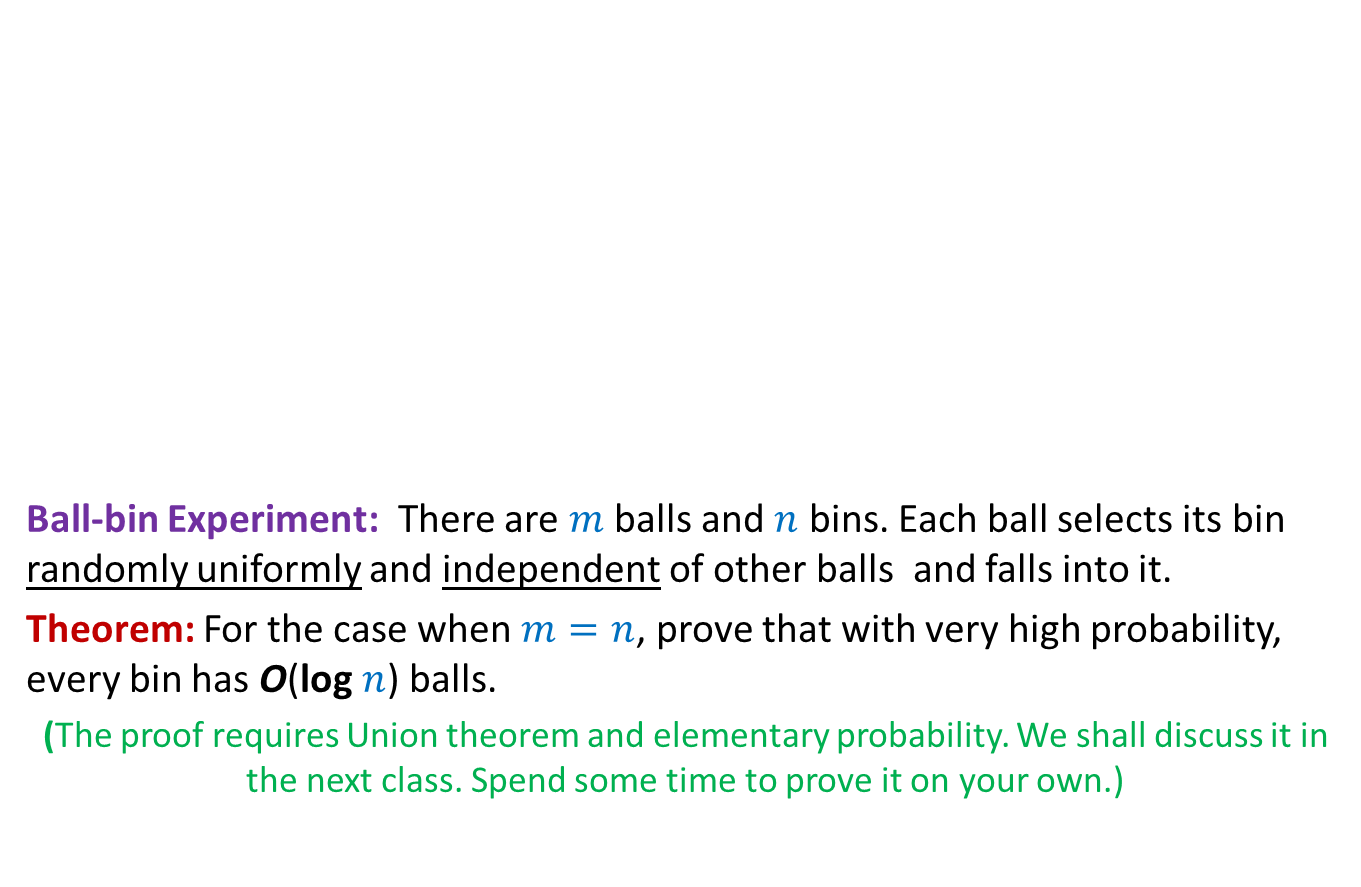 Ball-bin Experiment: There are m balls and n bins. Each ball selects its bin
randomly uniformly and independent of other balls and falls into it.
Theorem: For the case when m = n, prove that with very high probability,
every bin has O(log n) balls.
(The proof requires Union theorem and elementary probability. We shall discuss it in
the next class. Spend some time to prove it on your own.)